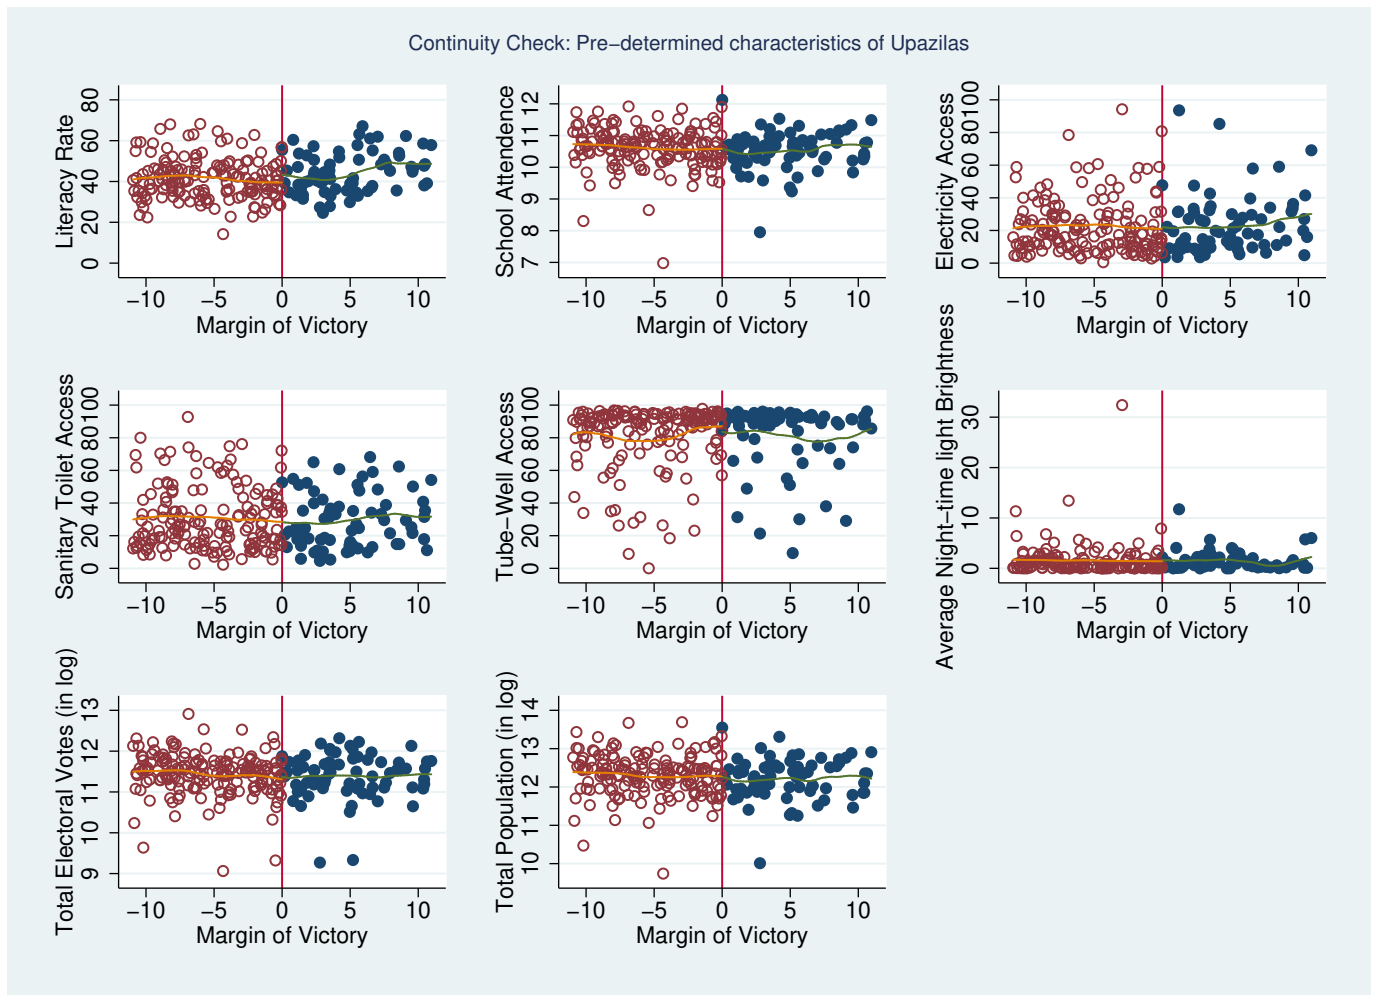 Continuity Check: Pre−determined characteristics of Upazilas
Literacy Rate
0 20 40 60 80
−10 −5 0 5 10
Margin of Victory
School Attendence
7 8 9 10 11 12
−10 −5 0 5 10
Margin of Victory
Electricity Access
0 20 40 60 80 100
−10 −5 0 5 10
Margin of Victory
Sanitary Toilet Access
0 20 40 60 80 100
−10 −5 0 5 10
Margin of Victory
Tube−Well Access
0 20 40 60 80 100
−10 −5 0 5 10
Margin of Victory
Average Night−time light Brightness
0 10 20 30
−10 −5 0 5 10
Margin of Victory
Total Electoral Votes (in log)
9 10 11 12 13
−10 −5 0 5 10
Margin of Victory
Total Population (in log)
10 11 12 13 14
−10 −5 0 5 10
Margin of Victory